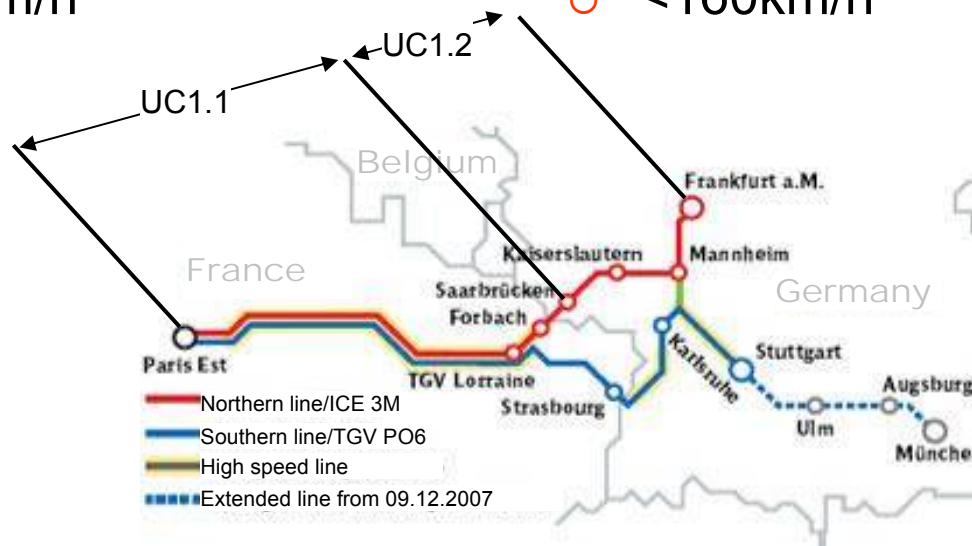 <160km/h
UC1.2
UC1.1
Belgium
Frankfurt a.M.
Kaiserslautern
Mannheim
France
Saarbrücken
Germany
Forbach
Paris Est
TGV Lorraine
Karlsruhe
Stuttgart
Strasbourg
Augsburg
Ulm
Münche
Northern line/ICE 3M
Southern line/TGV PO6
High speed line
Extended line from 09.12.2007